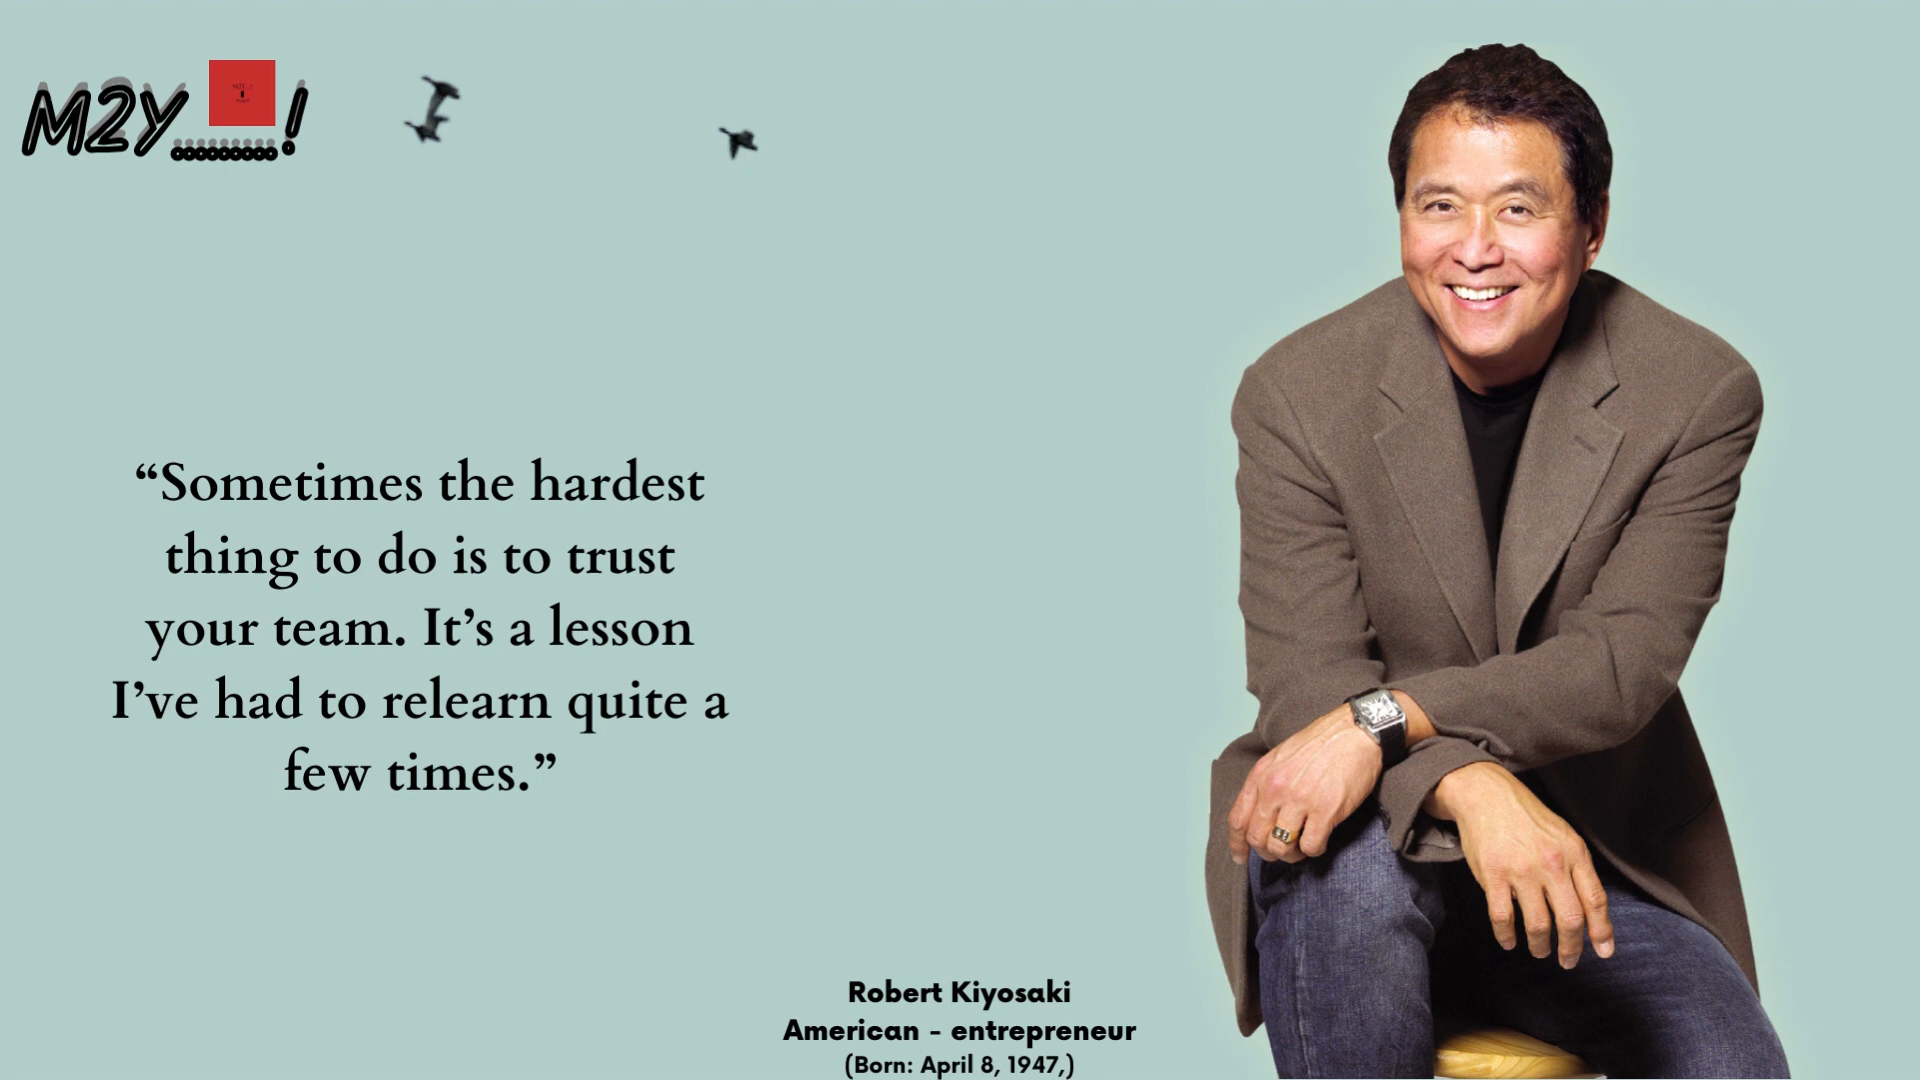 M2Y.........!
“Sometimes the hardest
thing to do is to trust
your team. It’s a lesson
I’ve had to relearn quite a
few times.”
Robert Kiyosaki
American - entrepreneur
(Born: April 8, 1947,)